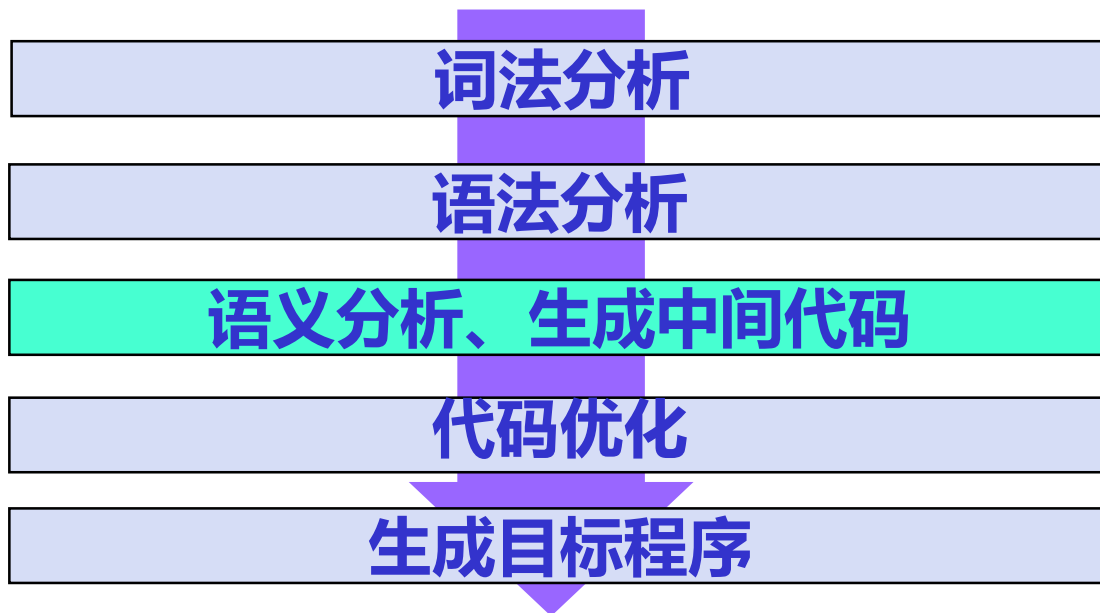 词法分析
语法分析
语义分析、生成中间代码
代码优化
生成目标程序